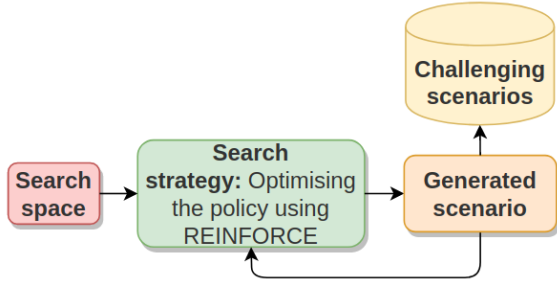 Challenging
scenarios
Search
space
Search
strategy: Optimising
the policy using
REINFORCE
Generated
scenario